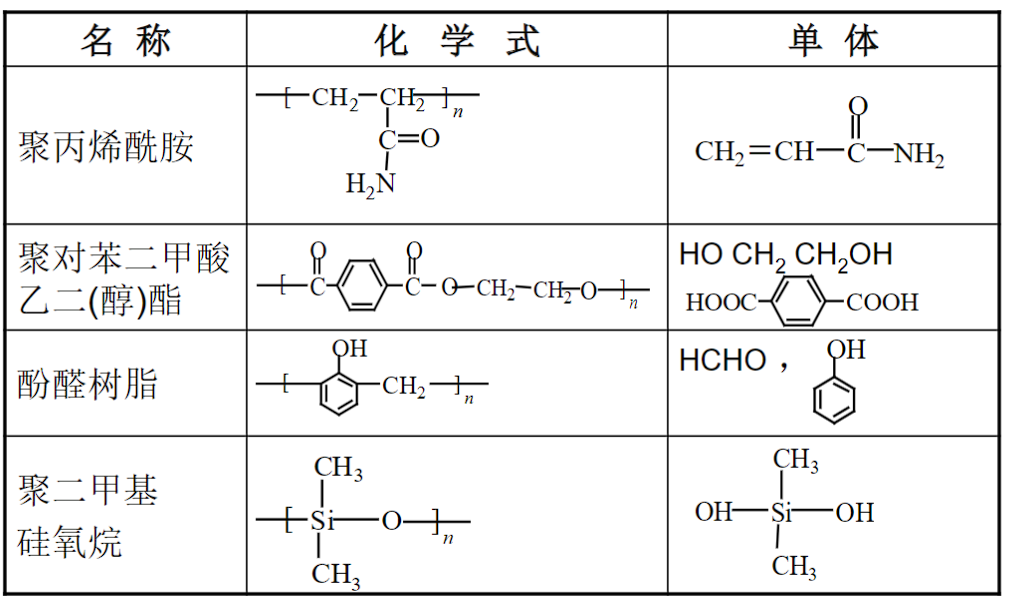 名 称 化 学 式 单 体
聚丙烯酰胺
[ CH₂ CH₂ ]n
C=O
H₂N
O
CH₂=CH C NH₂
聚对苯二甲酸
乙二(醇)酯
O O
[ C C O CH₂ CH₂ O ]n
HO CH₂ CH₂OH
HOOC COOH
酚醛树脂
OH
[ CH₂ ]n
HCHO , OH
聚二甲基
硅氧烷
CH₃
[ Si O ]n
CH₃
CH₃
OH Si OH
CH₃